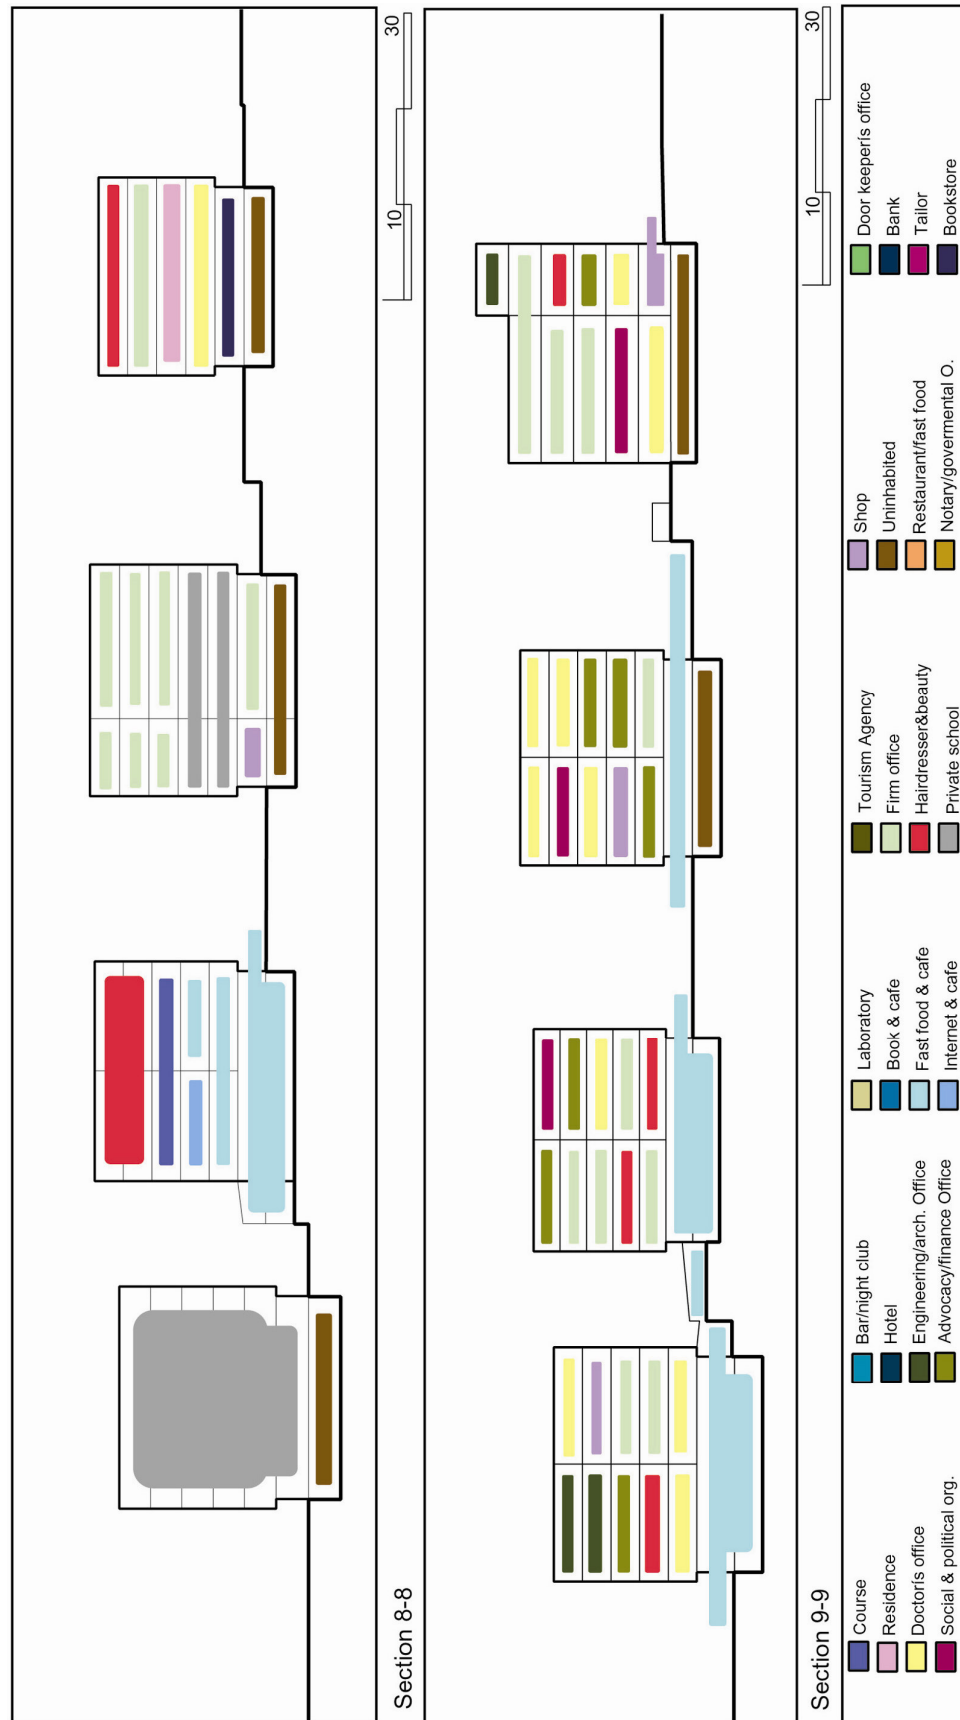 30
10
Section 8-8
30
10
Section 9-9
Course
Residence
Doctorís office
Social & political org.
Bar/night club
Hotel
Engineering/arch. Office
Advocacy/finance Office
Laboratory
Book & cafe
Fast food & cafe
Internet & cafe
Tourism Agency
Firm office
Hairdresser&beauty
Private school
Shop
Uninhabited
Restaurant/fast food
Notary/govermental O.
Door keeperís office
Bank
Tailor
Bookstore